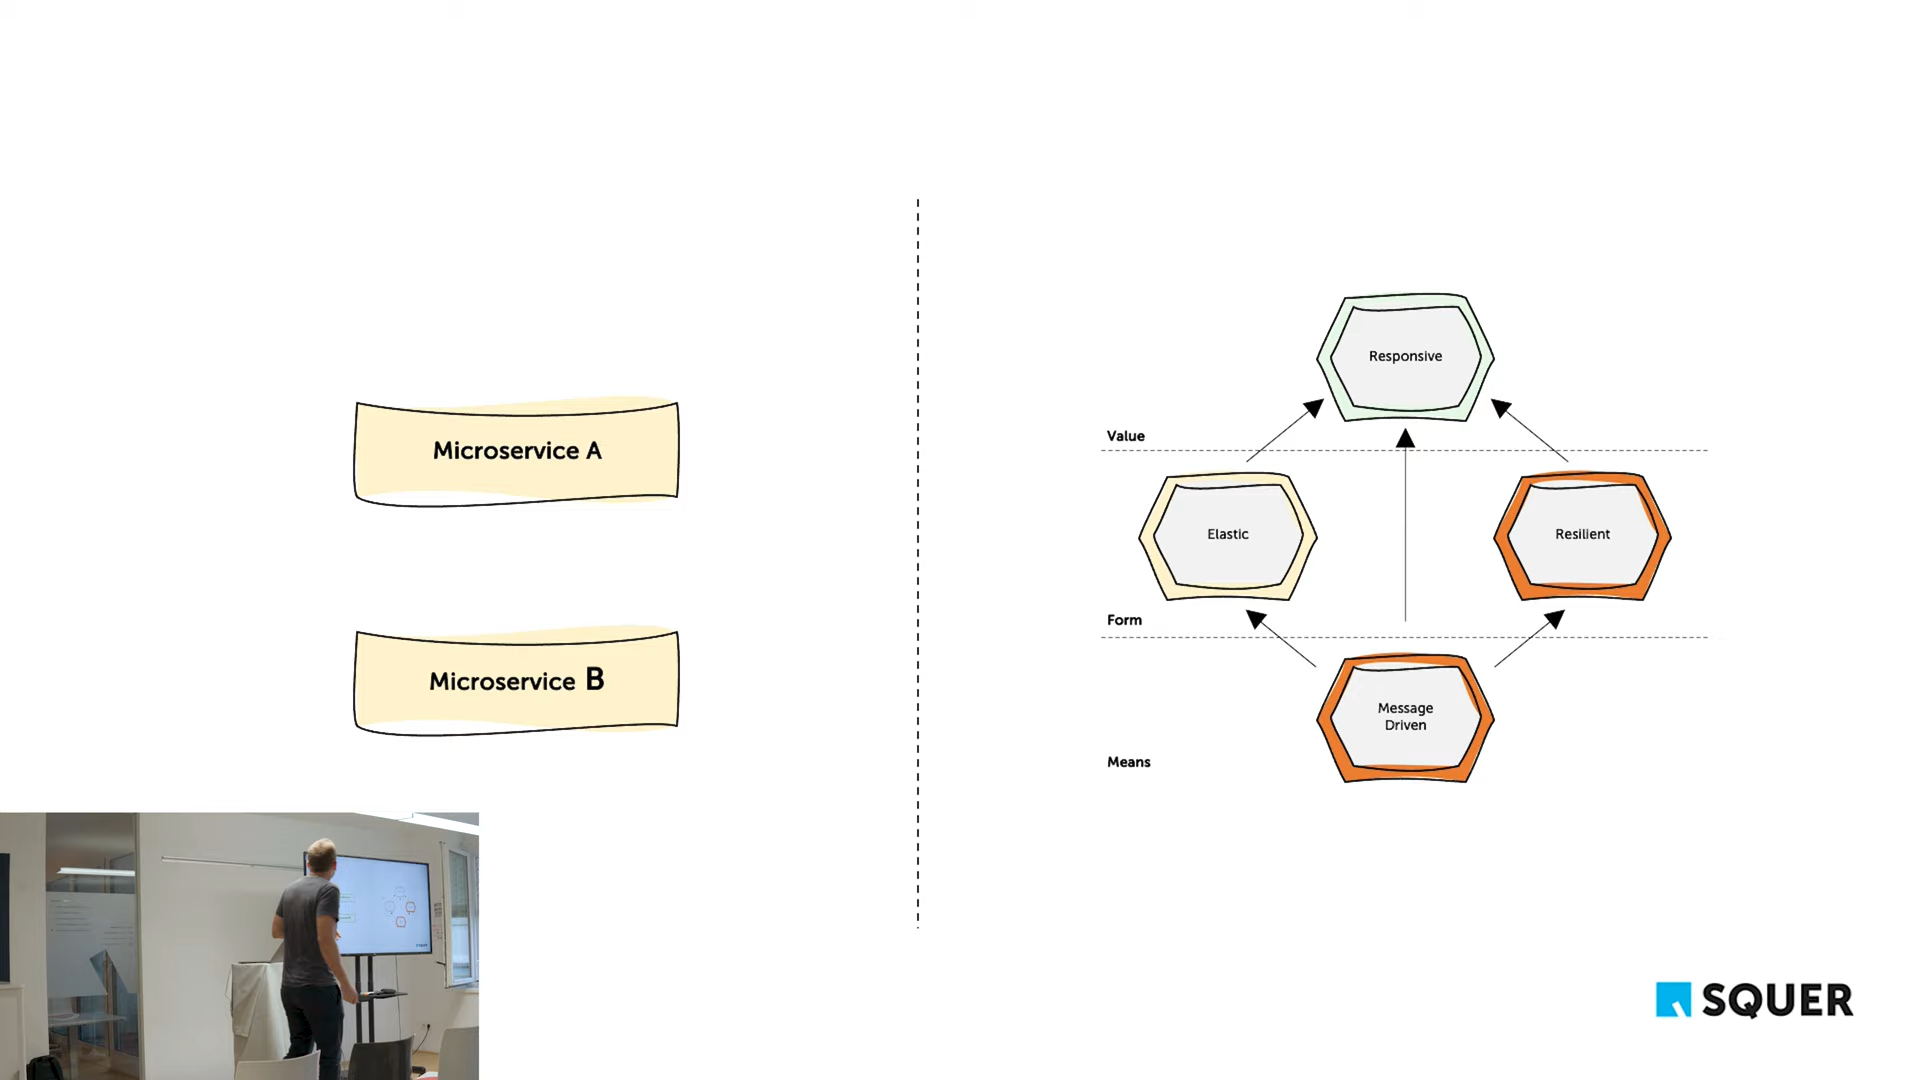 Microservice A
Microservice B
Responsive
Value
Elastic
Resilient
Form
Message
Driven
Means
SQUER